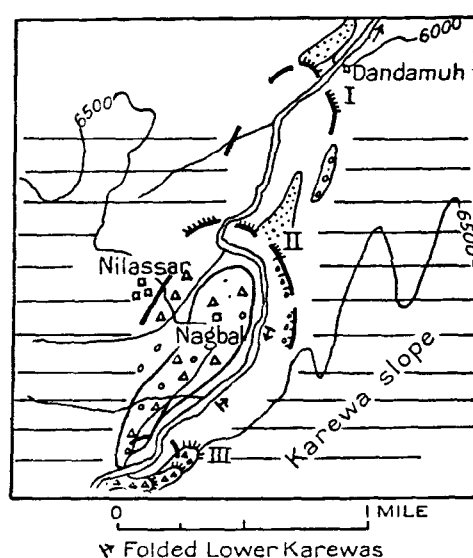 6000
Dandamuh
I
6500
II
6500
Nilassar
Nagbal
Karewa slope
III
0 1 MILE
Folded Lower Karewas